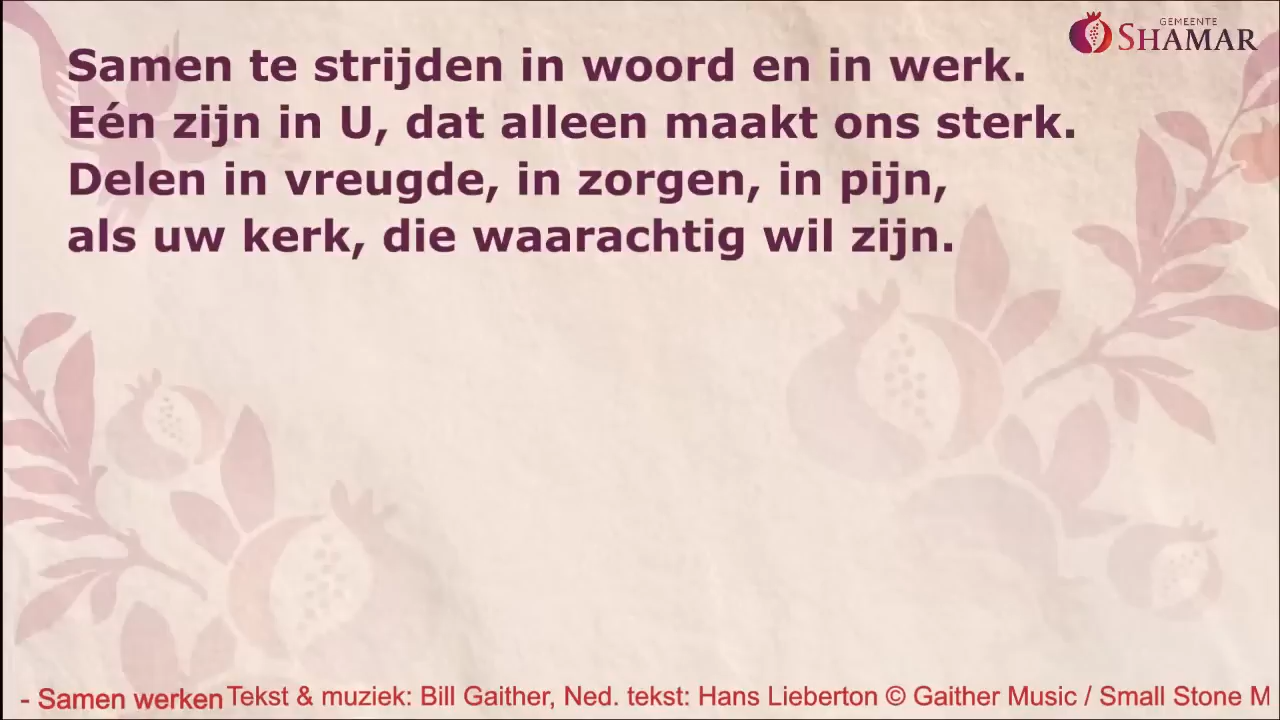 GEMEENTE
SHAMAR
Samen te strijden in woord en in werk.
Eén zijn in U, dat alleen maakt ons sterk.
Delen in vreugde, in zorgen, in pijn,
als uw kerk, die waarachtig wil zijn.
- Samen werken Tekst & muziek: Bill Gaither, Ned. tekst: Hans Lieberton © Gaither Music / Small Stone M